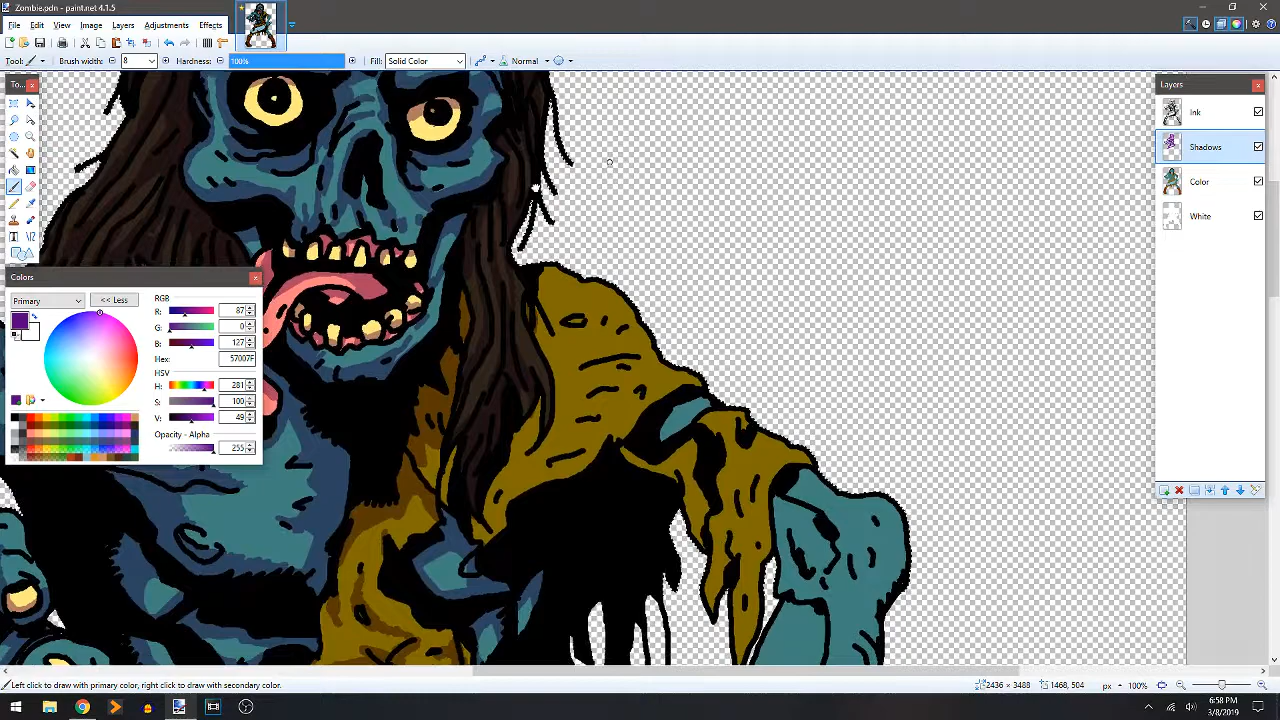 Zombie.pdn - paint.net 4.1.5
File Edit View Image Layers Adjustments Effects
Tool: Brush width: 8 Hardness: 100% Fill: Solid Color Normal
To...
Layers
Ink
Shadows
Color
White
Colors
Primary << Less
RGB
R: 87
G: 0
B: 127
Hex: 57007F
HSV
H: 281
S: 100
V: 49
Opacity - Alpha
255
Left click to draw with primary color, right click to draw with secondary color. 2436 × 3488 1468, 504 px 100%
6:58 PM
3/8/2019